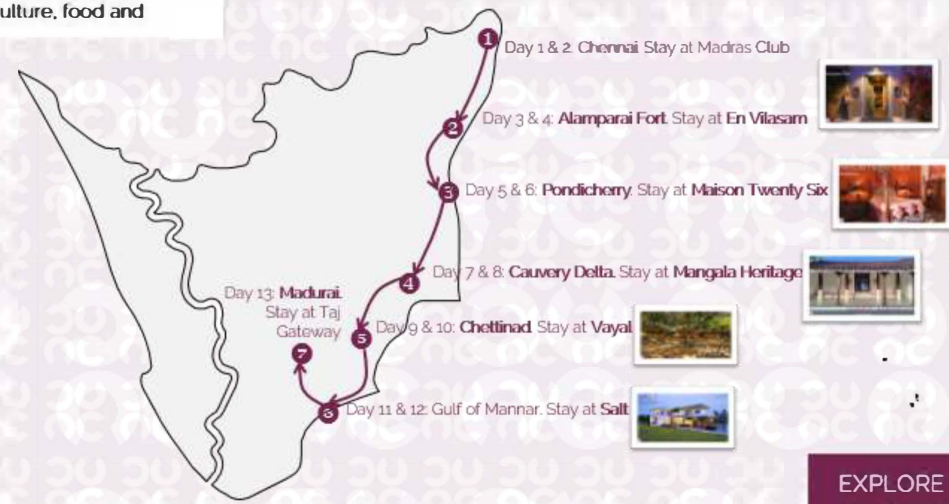 ulture, food and
1 Day 1 & 2. Chennai. Stay at Madras Club
2 Day 3 & 4: Alamparai Fort. Stay at En Vilasam
3 Day 5 & 6: Pondicherry. Stay at Maison Twenty Six
4 Day 7 & 8: Cauvery Delta. Stay at Mangala Heritage
Day 13: Madurai.
Stay at Taj
Gateway
7
5 Day 9 & 10: Chettinad. Stay at Vayal
6 Day 11 & 12: Gulf of Mannar. Stay at Salt
EXPLORE